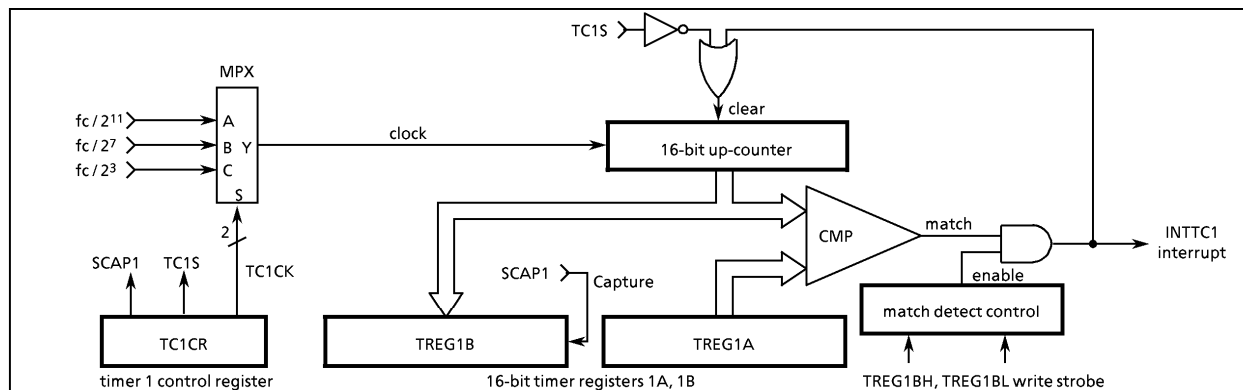 TC1S
MPX
clear
fc / 2¹¹
A
clock
fc / 2⁷
B Y
16-bit up-counter
fc / 2³
C
S
2
match
CMP
INTTC1
interrupt
SCAP1
TC1S
TC1CK
SCAP1
Capture
enable
match detect control
TC1CR
TREG1B
TREG1A
timer 1 control register
16-bit timer registers 1A, 1B
TREG1BH, TREG1BL write strobe